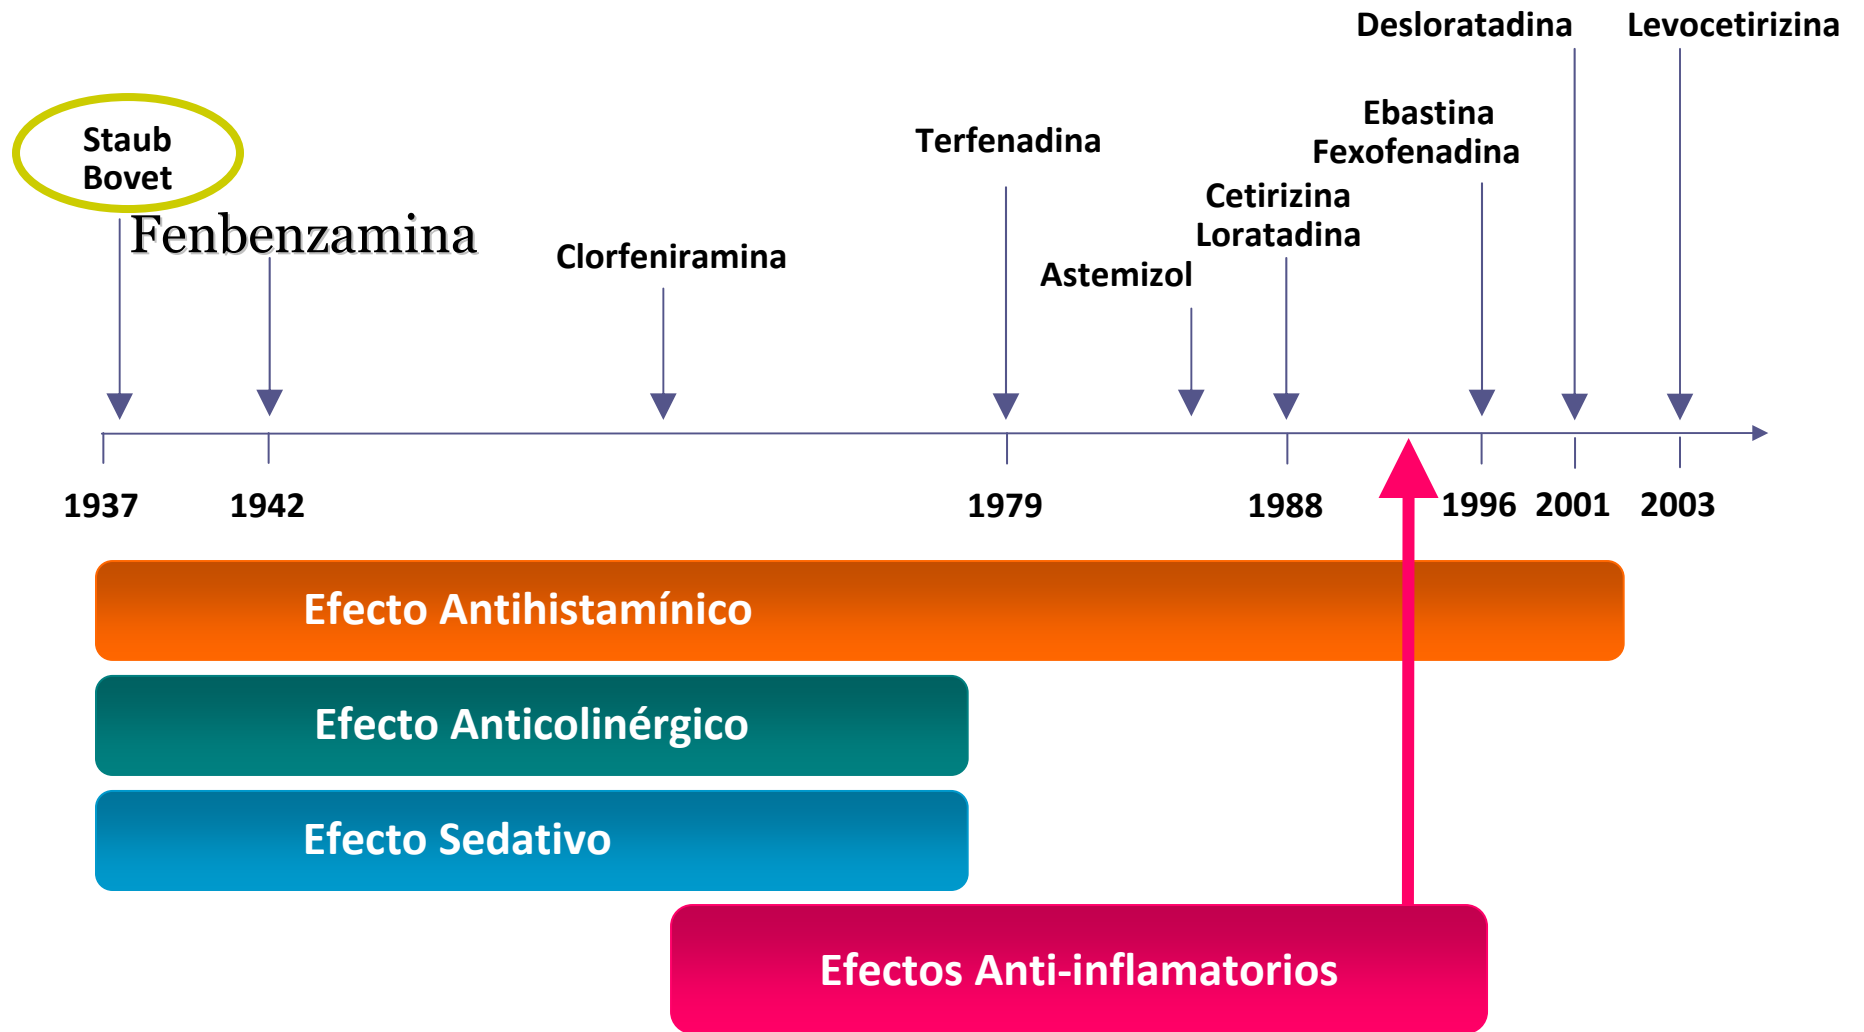 Desloratadina
Levocetirizina
Staub
Bovet
Fenbenzamina
Clorfeniramina
Terfenadina
Astemizol
Cetirizina
Loratadina
Ebastina
Fexofenadina
1937
1942
1979
1988
1996
2001
2003
Efecto Antihistamínico
Efecto Anticolinérgico
Efecto Sedativo
Efectos Anti-inflamatorios